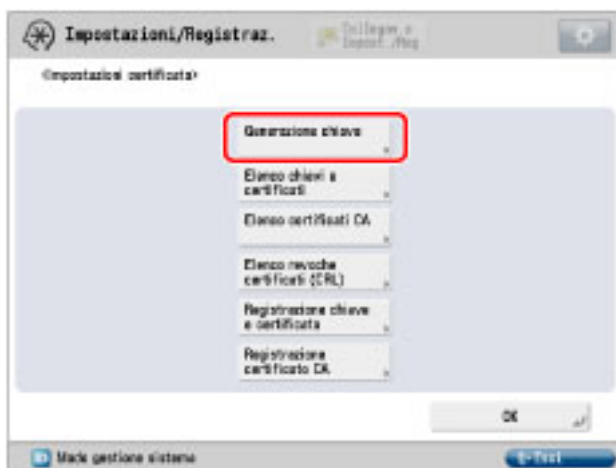 Impostazioni/Registraz.
<Impostazioni certificato>
Generazione chiave
Elenco chiavi e
certificati
Elenco certificati CA
Elenco revoche
certificati (CRL)
Registrazione chiave
e certificato
Registrazione
certificato CA
OK
Modo gestione sistema